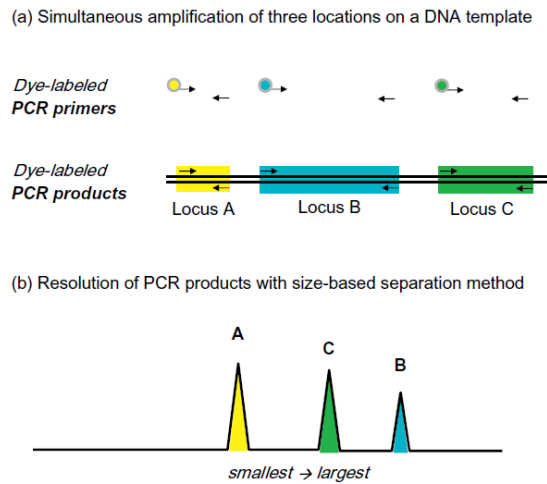 (a) Simultaneous amplification of three locations on a DNA template
Dye-labeled
PCR primers
Dye-labeled
PCR products
Locus A
Locus B
Locus C
(b) Resolution of PCR products with size-based separation method
A
C
B
smallest → largest